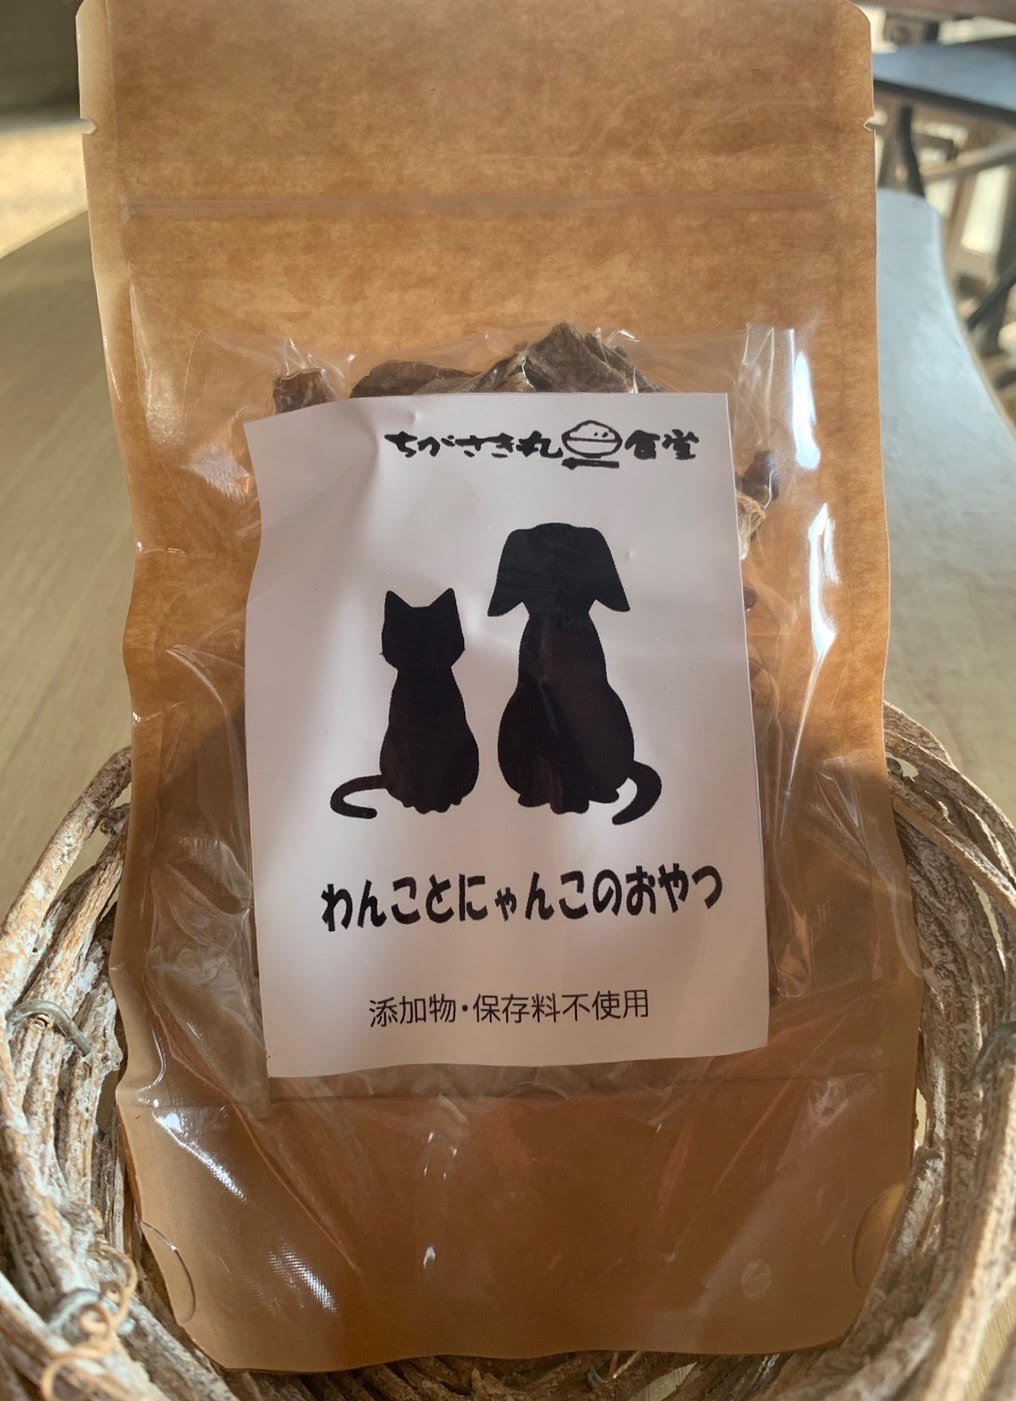 ちがさき丸食堂
わんことにゃんこのおやつ
添加物・保存料不使用